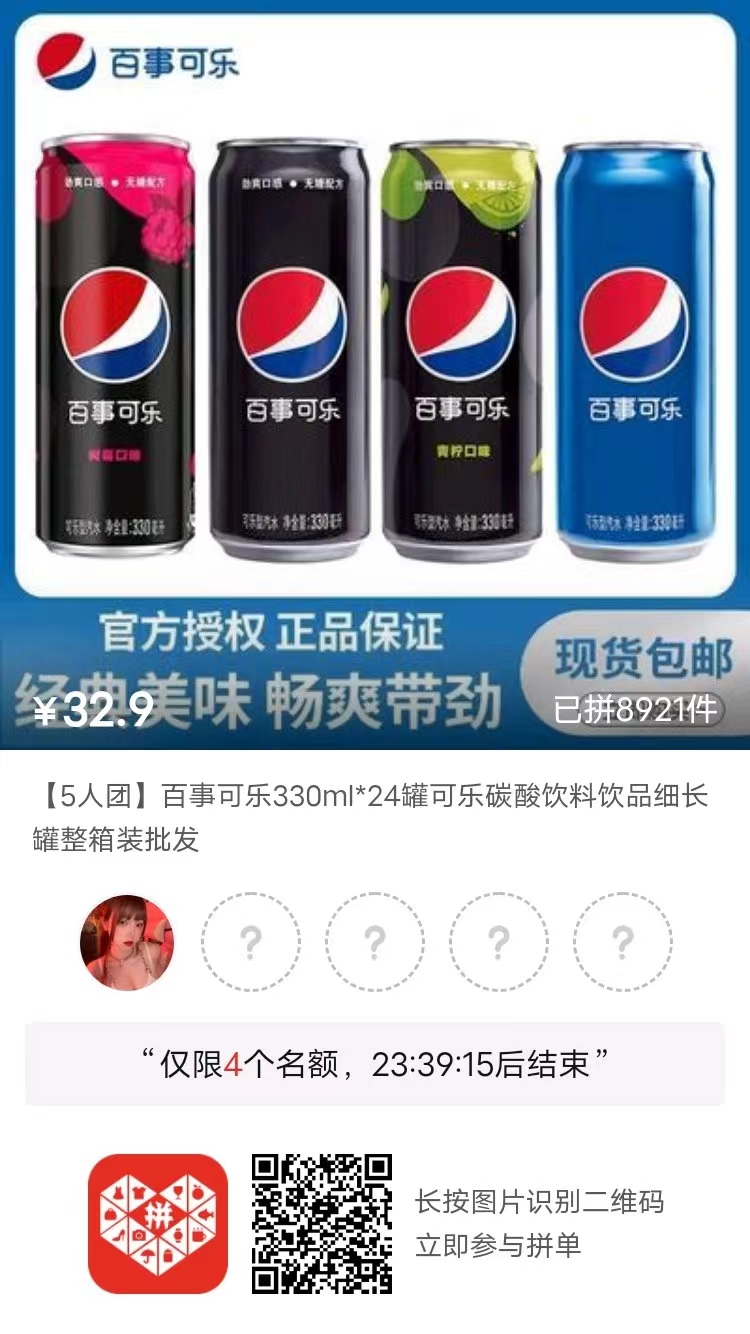 百事可乐
劲爽口感 ● 无糖配方
百事可乐
树莓口味
可乐型汽水 净含量:330毫升
劲爽口感 ● 无糖配方
百事可乐
可乐型汽水 净含量:330毫升
劲爽口感 ● 无糖配方
百事可乐
青柠口味
可乐型汽水 净含量:330毫升
百事可乐
可乐型汽水 净含量:330毫升
官方授权 正品保证
经典美味 畅爽带劲
现货包邮
¥32.9
已拼8921件
【5人团】百事可乐330ml*24罐可乐碳酸饮料饮品细长
罐整箱装批发
? ? ? ?
“仅限4个名额，23:39:15后结束”
拼
长按图片识别二维码
立即参与拼单